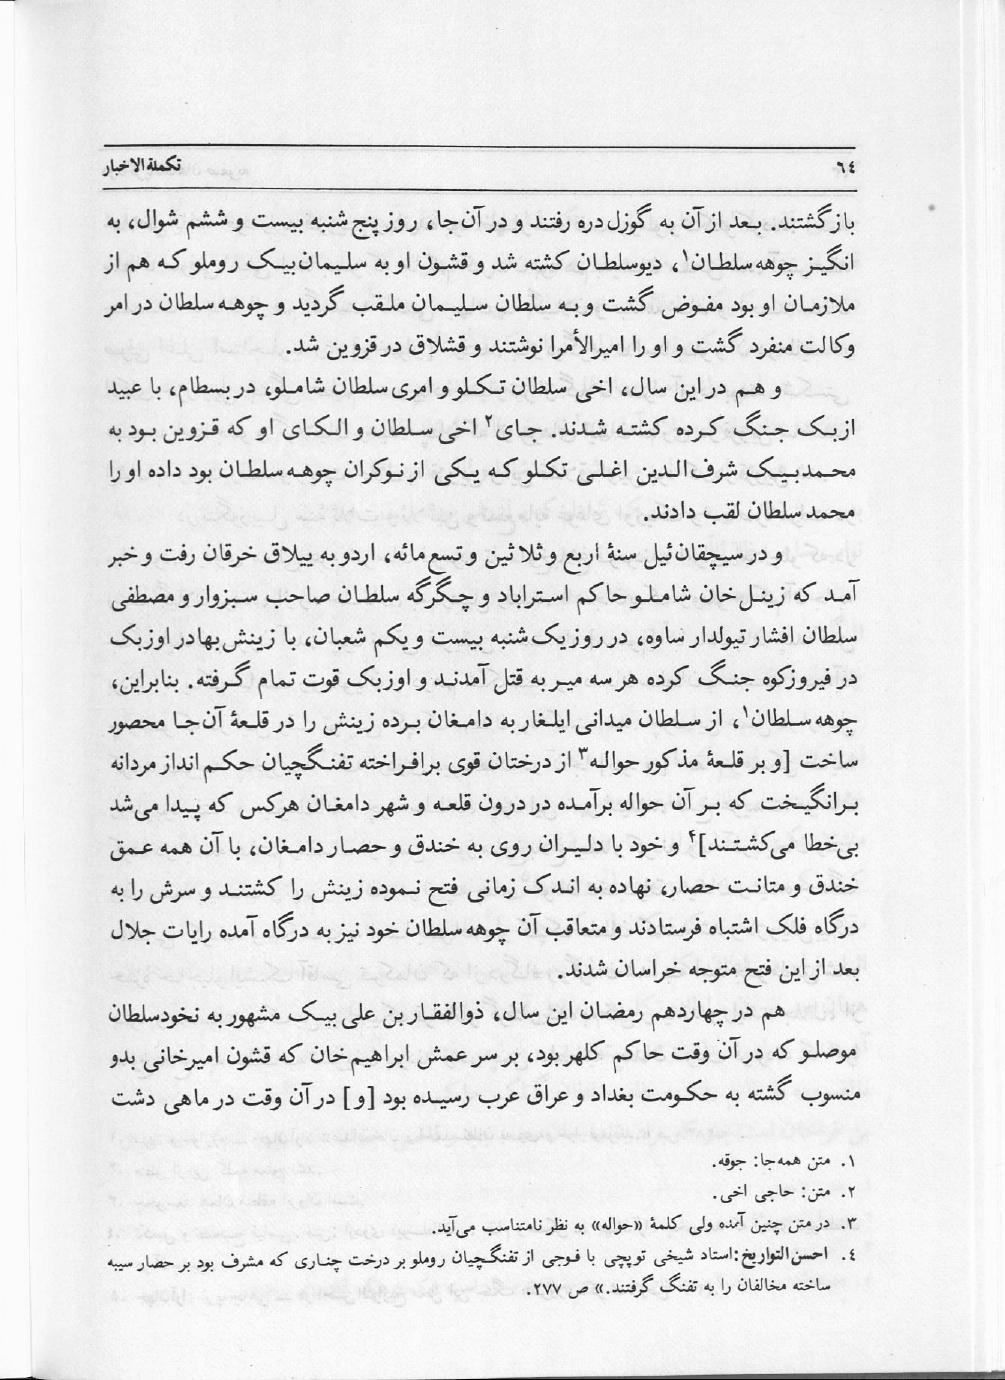 ٦٤
تکملة الاخبار
بازگشتند. بعد از آن به گوزل دره رفتند و در آن‌جا، روز پنج شنبه بیست و ششم شوال، به
انگیز چوهه سلطان۱، دیوسلطان کشته شد و قشون او به سلیمان‌بیک روملو که هم از
ملازمان او بود مفوض گشت و به سلطان سلیمان ملقب گردید و چوهه سلطان در امر
وکالت منفرد گشت و او را امیرالأمرا نوشتند و قشلاق در قزوین شد.
و هم در این سال، اخی سلطان تکلو و امری سلطان شاملو، در بسطام، با عبید
ازبک جنگ کرده کشته شدند. جای۲ اخی سلطان و الکای او که قزوین بود به
محمدبیک شرف‌الدین اغلی تکلو که یکی از نوکران چوهه سلطان بود داده او را
محمد سلطان لقب دادند.
و در سیچقان‌ئیل سنهٔ أربع و ثلاثین و تسع‌مائه، اردو به ییلاق خرقان رفت و خبر
آمد که زینل خان شاملو حاکم استراباد و چگرگه سلطان صاحب سبزوار و مصطفی
سلطان افشار تیولدار ساوه، در روز یک شنبه بیست و یکم شعبان، با زینش بهادر اوزبک
در فیروزکوه جنگ کرده هر سه میر به قتل آمدند و اوزبک قوت تمام گرفته. بنابراین،
چوهه سلطان۱، از سلطان میدانی ایلغار به دامغان برده زینش را در قلعهٔ آن‌جا محصور
ساخت [و بر قلعهٔ مذکور حواله۳ از درختان قوی برافراخته تفنگچیان حکم انداز مردانه
برانگیخت که بر آن حواله برآمده در درون قلعه و شهر دامغان هرکس که پیدا می‌شد
بی‌خطا می‌کشتند]۴ و خود با دلیران روی به خندق و حصار دامغان، با آن همه عمق
خندق و متانت حصار، نهاده به اندک زمانی فتح نموده زینش را کشتند و سرش را به
درگاه فلک اشتباه فرستادند و متعاقب آن چوهه سلطان خود نیز به درگاه آمده رایات جلال
بعد از این فتح متوجه خراسان شدند.
هم در چهاردهم رمضان این سال، ذوالفقار بن علی بیک مشهور به نخودسلطان
موصلو که در آن وقت حاکم کلهر بود، بر سر عمش ابراهیم خان که قشون امیرخانی بدو
منسوب گشته به حکومت بغداد و عراق عرب رسیده بود [و] در آن وقت در ماهی دشت
۱. متن همه‌جا: جوقه.
۲. متن: حاجی اخی.
۳. در متن چنین آمده ولی کلمهٔ «حواله» به نظر نامتناسب می‌آید.
٤. احسن التواریخ: استاد شیخی توپچی با فوجی از تفنگچیان روملو بر درخت چناری که مشرف بود بر حصار سیبه
ساخته مخالفان را به تفنگ گرفتند.» ص ۲۷۷.